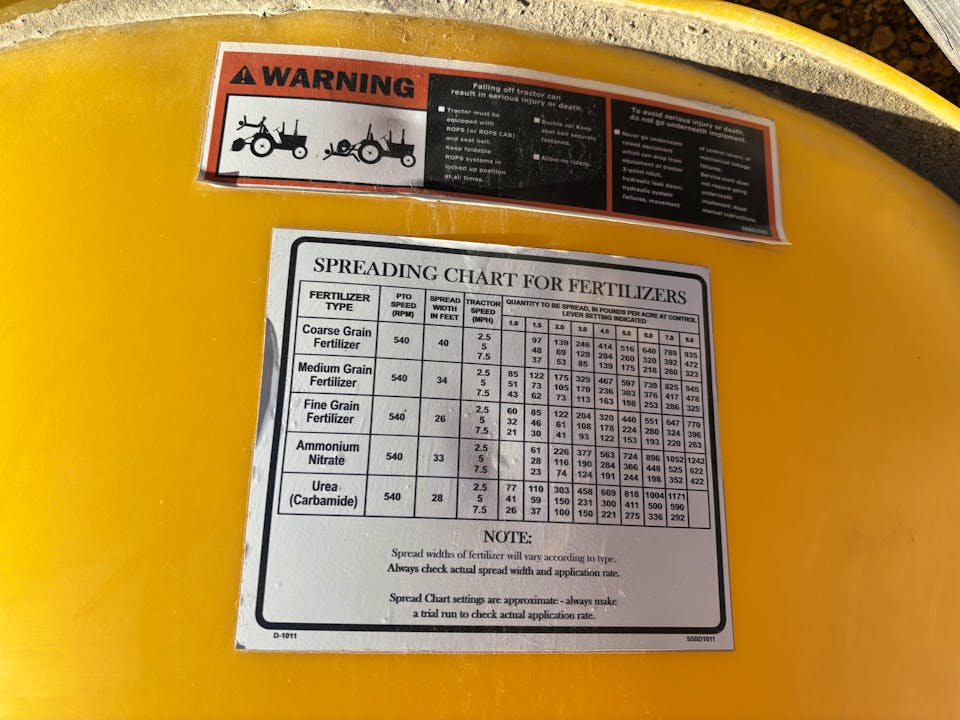 WARNING
Falling off tractor can
result in serious injury or death.
Tractor must be
equipped with
ROPS (or ROPS CAB)
and seat belt.
Keep foldable
ROPS systems in
locked up position
at all times.
Buckle up! Keep
seat belt securely
fastened.
Allow no riders.
To avoid serious injury or death,
do not go underneath implement.
Never go underneath
raised equipment
which can drop from
equipment or tractor
3-point hitch,
hydraulic leak down,
hydraulic system
failures, movement
of control levers, or
mechanical linkage
failures.
Service work does
not require going
underneath
implement. Read
manual instructions.
SPREADING CHART FOR FERTILIZERS
FERTILIZER TYPE PTO SPEED (RPM) SPREAD WIDTH IN FEET TRACTOR SPEED (MPH) QUANTITY TO BE SPREAD, IN POUNDS PER ACRE AT CONTROL LEVER SETTING INDICATED
1.0 1.5 2.0 3.0 4.0 5.0 6.0 7.0 8.0
Coarse Grain Fertilizer 540 40
2.5 97 139 246 414 516 640 789 935
5 48 69 129 204 260 320 392 472
7.5 37 53 85 139 175 218 260 323
Medium Grain Fertilizer 540 34
2.5 85 122 175 329 467 597 739 825 945
5 51 73 105 170 236 303 376 417 478
7.5 43 62 73 113 163 198 253 286 325
Fine Grain Fertilizer 540 26
2.5 60 85 122 204 320 440 551 647 770
5 32 46 61 108 178 224 280 324 396
7.5 21 30 41 93 122 153 193 220 263
Ammonium Nitrate 540 33
2.5 61 226 377 563 724 896 1052 1242
5 28 116 190 284 366 448 525 622
7.5 23 74 124 191 244 198 352 422
Urea (Carbamide) 540 28
2.5 77 110 303 458 669 818 1004 1171
5 41 59 150 231 300 411 500 590
7.5 26 37 100 150 221 275 336 292
NOTE:
Spread widths of fertilizer will vary according to type.
Always check actual spread width and application rate.
Spread Chart settings are approximate - always make
a trial run to check actual application rate.
D-1011
55BD1011